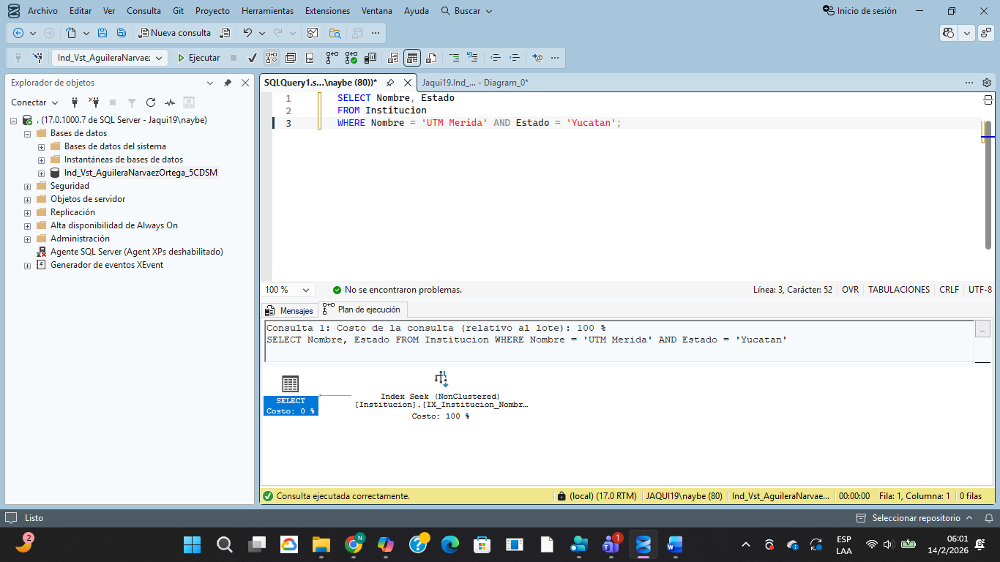 Archivo Editar Ver Consulta Git Proyecto Herramientas Extensiones Ventana Ayuda Buscar Inicio de sesión
Nueva consulta
Ind_Vst_AguileraNarvaez Ejecutar
Explorador de objetos
Conectar
. (17.0.1000.7 de SQL Server - Jaqui19\naybe)
Bases de datos
Bases de datos del sistema
Instantáneas de bases de datos
Ind_Vst_AguileraNarvaezOrtega_5CDSM
Seguridad
Objetos de servidor
Replicación
Alta disponibilidad de Always On
Administración
Agente SQL Server (Agent XPs deshabilitado)
Generador de eventos XEvent
SQLQuery1.s...\naybe (80))* Jaqui19.Ind_... - Diagram_0*
1 SELECT Nombre, Estado
2 FROM Institucion
3 WHERE Nombre = 'UTM Merida' AND Estado = 'Yucatan';
100 % No se encontraron problemas. Línea: 3, Carácter: 52 OVR TABULACIONES CRLF UTF-8
Mensajes Plan de ejecución
Consulta 1: Costo de la consulta (relativo al lote): 100 %
SELECT Nombre, Estado FROM Institucion WHERE Nombre = 'UTM Merida' AND Estado = 'Yucatan'
...
SELECT
Costo: 0 %
Index Seek (NonClustered)
[Institucion].[IX_Institucion_Nombr...
Costo: 100 %
Consulta ejecutada correctamente. (local) (17.0 RTM) JAQUI19\naybe (80) Ind_Vst_AguileraNarvae... 00:00:00 Fila: 1, Columna: 1 0 filas
Listo Seleccionar repositorio
2 N 1 ESP LAA 06:01 14/2/2026